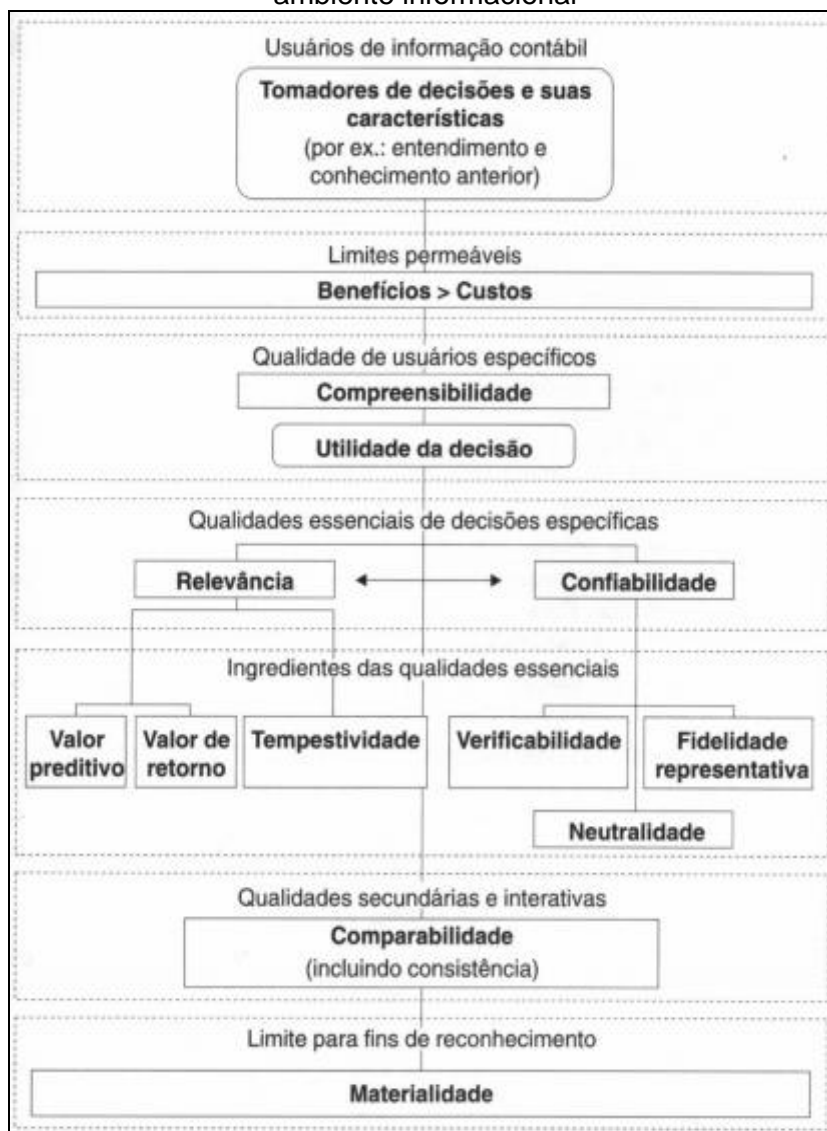 ambiente informacional
Usuários de informação contábil
Tomadores de decisões e suas
características
(por ex.: entendimento e
conhecimento anterior)
Limites permeáveis
Benefícios > Custos
Qualidade de usuários específicos
Compreensibilidade
Utilidade da decisão
Qualidades essenciais de decisões específicas
Relevância
Confiabilidade
Ingredientes das qualidades essenciais
Valor
preditivo
Valor de
retorno
Tempestividade
Verificabilidade
Fidelidade
representativa
Neutralidade
Qualidades secundárias e interativas
Comparabilidade
(incluindo consistência)
Limite para fins de reconhecimento
Materialidade